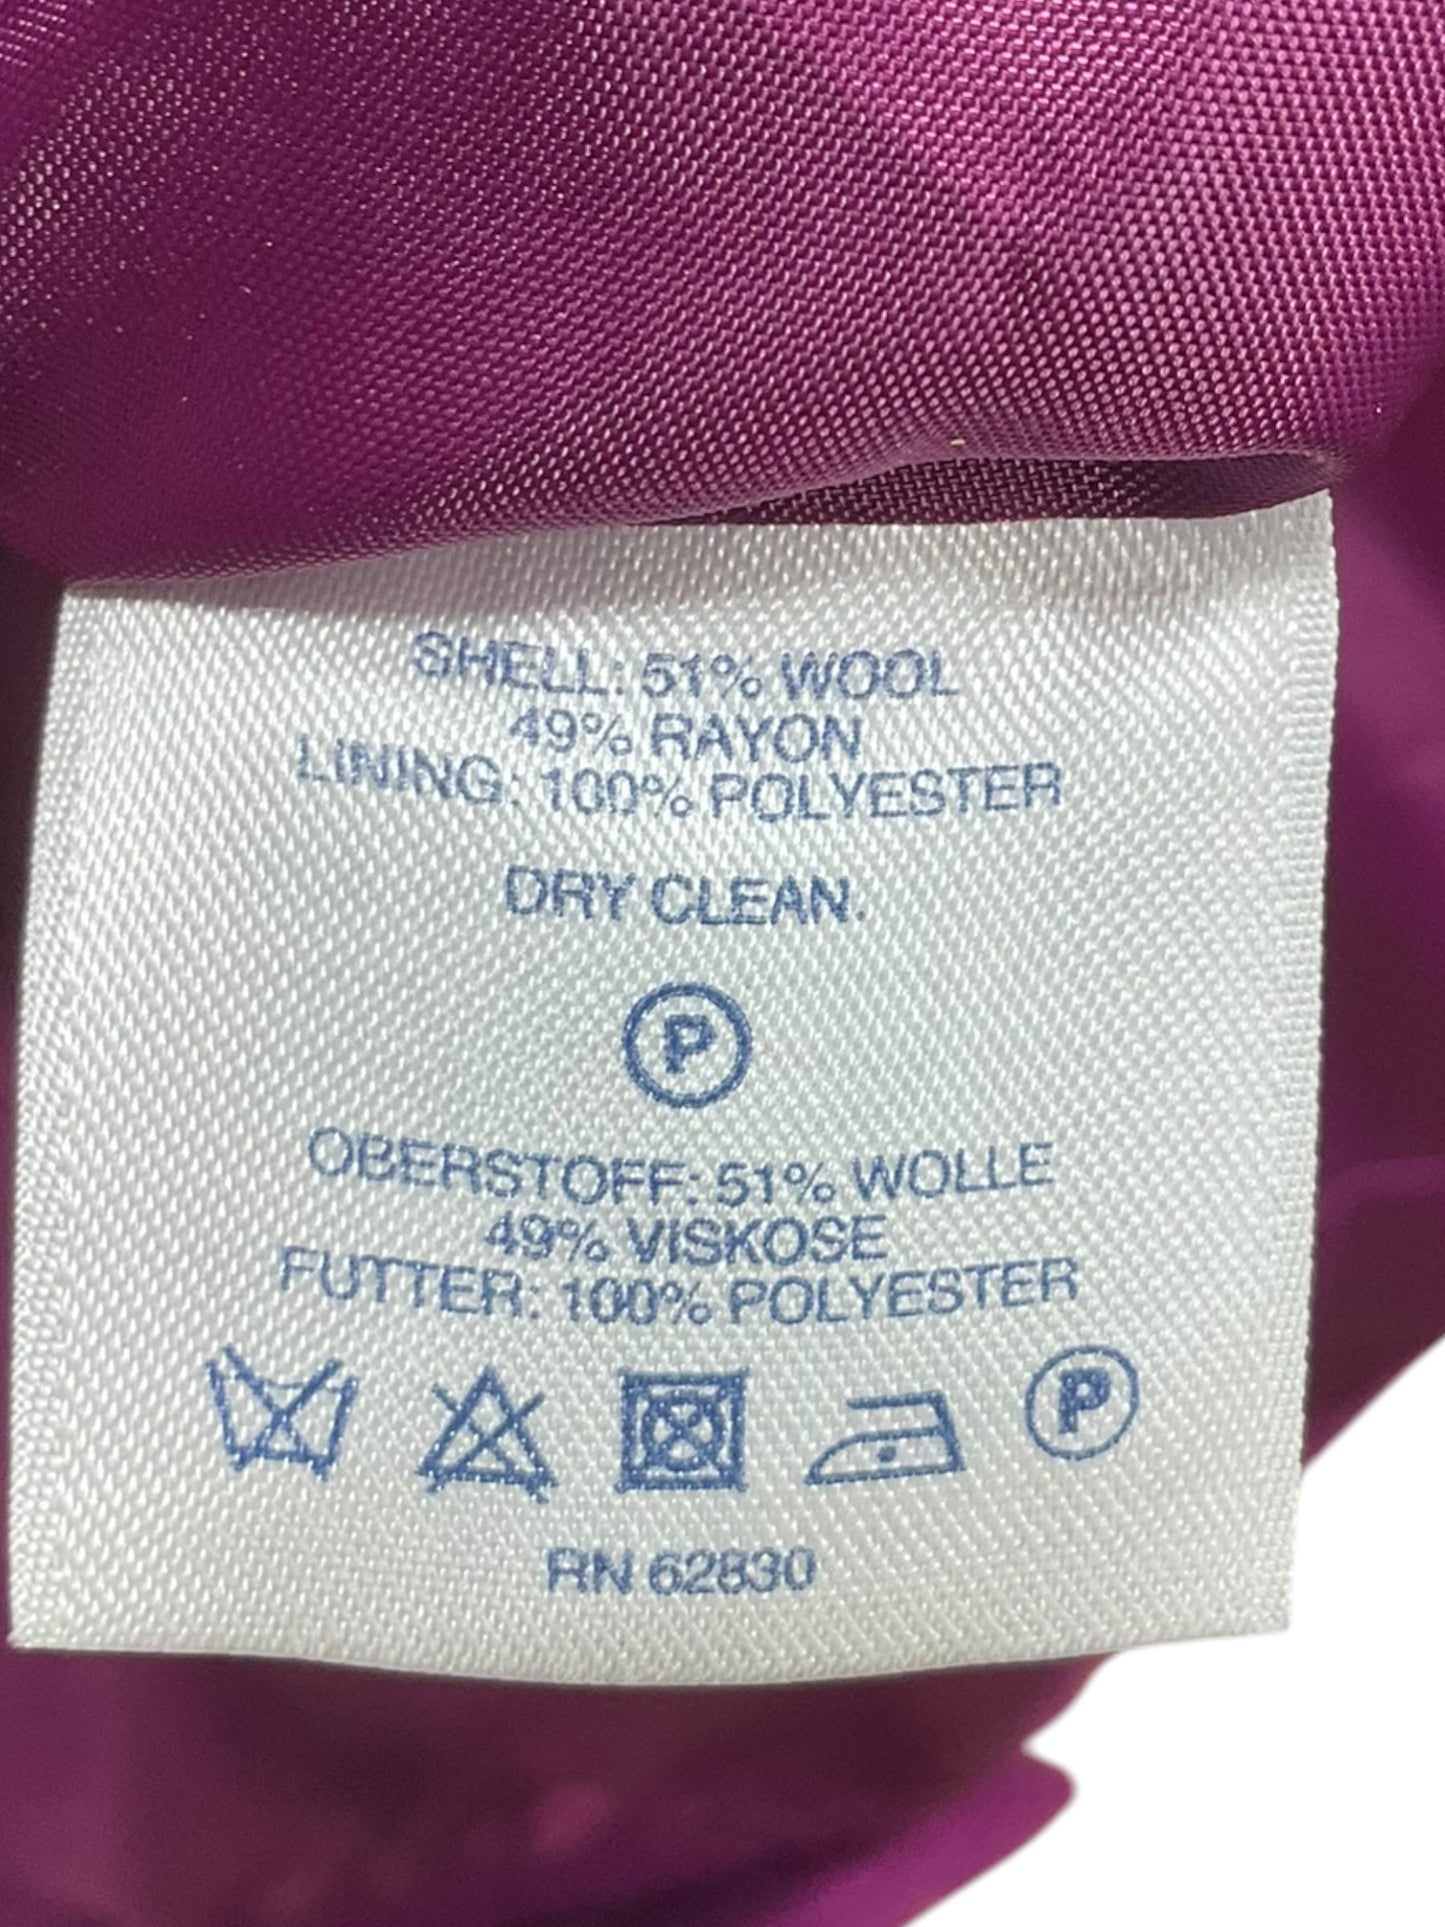 SHELL: 51% WOOL
49% RAYON
LINING: 100% POLYESTER
DRY CLEAN.
P
OBERSTOFF: 51% WOLLE
49% VISKOSE
FUTTER: 100% POLYESTER
P
RN 62830